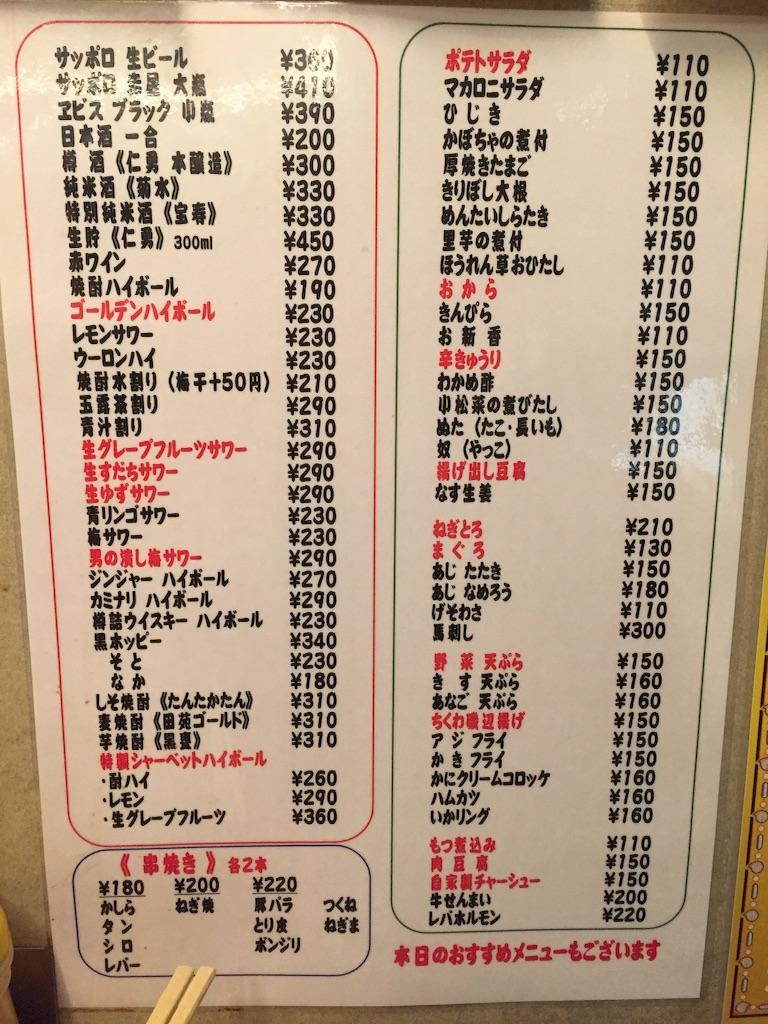 サッポロ 生ビール ¥360
サッポロ 赤星 大瓶 ¥410
ヱビス ブラック 小瓶 ¥390
日本酒 一合 ¥200
樽 酒《仁勇 本醸造》 ¥300
純米酒《菊水》 ¥330
特別純米酒《宝寿》 ¥330
生貯《仁勇》300ml ¥450
赤ワイン ¥270
焼酎ハイボール ¥190
ゴールデンハイボール ¥230
レモンサワー ¥230
ウーロンハイ ¥230
焼酎水割り(梅干+50円) ¥210
玉露茶割り ¥290
青汁割り ¥310
生グレープフルーツサワー ¥290
生すだちサワー ¥290
生ゆずサワー ¥290
青リンゴサワー ¥230
梅サワー ¥230
男の潰し梅サワー ¥290
ジンジャー ハイボール ¥270
カミナリ ハイボール ¥290
樽詰ウイスキー ハイボール ¥230
黒ホッピー ¥340
そ と ¥230
な か ¥180
しそ焼酎《たんたかたん》 ¥310
麦焼酎《田苑ゴールド》 ¥310
芋焼酎《黒甕》 ¥310
特製シャーベットハイボール
・酎ハイ ¥260
・レモン ¥290
・生グレープフルーツ ¥360
《 串焼き 》 各2本
¥180 ¥200 ¥220
かしら ねぎ焼 豚バラ つくね
タン とり皮 ねぎま
シロ ボンジリ
レバー
ポテトサラダ ¥110
マカロニサラダ ¥110
ひ じ き ¥150
かぼちゃの煮付 ¥150
厚焼きたまご ¥150
きりぼし大根 ¥150
めんたいしらたき ¥150
里芋の煮付 ¥150
ほうれん草おひたし ¥110
お か ら ¥110
きんぴら ¥150
お 新 香 ¥110
辛きゅうり ¥150
わかめ酢 ¥150
小松菜の煮びたし ¥150
ぬた (たこ・長いも) ¥180
奴 (やっこ) ¥110
揚げ出し豆腐 ¥150
なす生姜 ¥150
ねぎとろ ¥210
ま ぐ ろ ¥130
あじ たたき ¥150
あじ なめろう ¥180
げそわさ ¥110
馬刺し ¥300
野 菜 天ぷら ¥150
き す 天ぷら ¥160
あなご 天ぷら ¥160
ちくわ磯辺揚げ ¥150
ア ジ フライ ¥150
か き フライ ¥150
かにクリームコロッケ ¥160
ハムカツ ¥160
いかリング ¥160
もつ煮込み ¥110
肉 豆 腐 ¥150
自家製チャーシュー ¥150
牛せんまい ¥200
レバホルモン ¥220
本日のおすすめメニューもございます